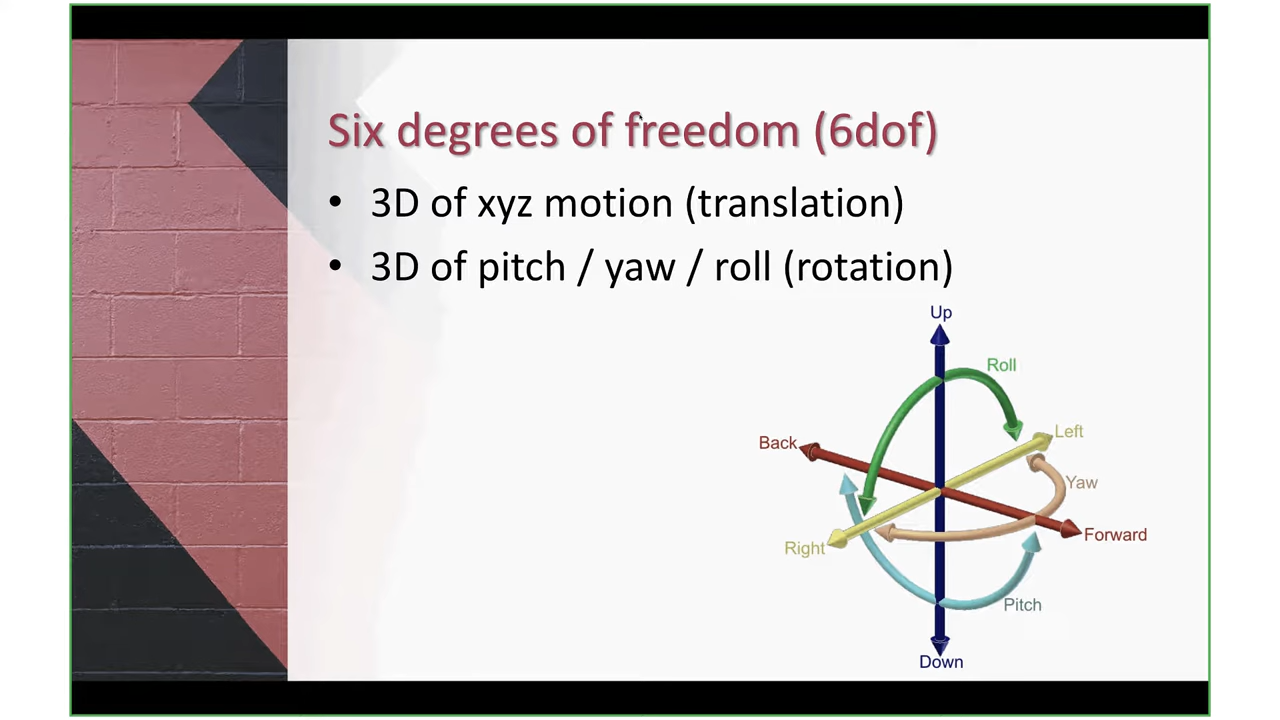 Six degrees of freedom (6dof)
• 3D of xyz motion (translation)
• 3D of pitch / yaw / roll (rotation)
Up
Roll
Left
Back
Yaw
Forward
Right
Pitch
Down